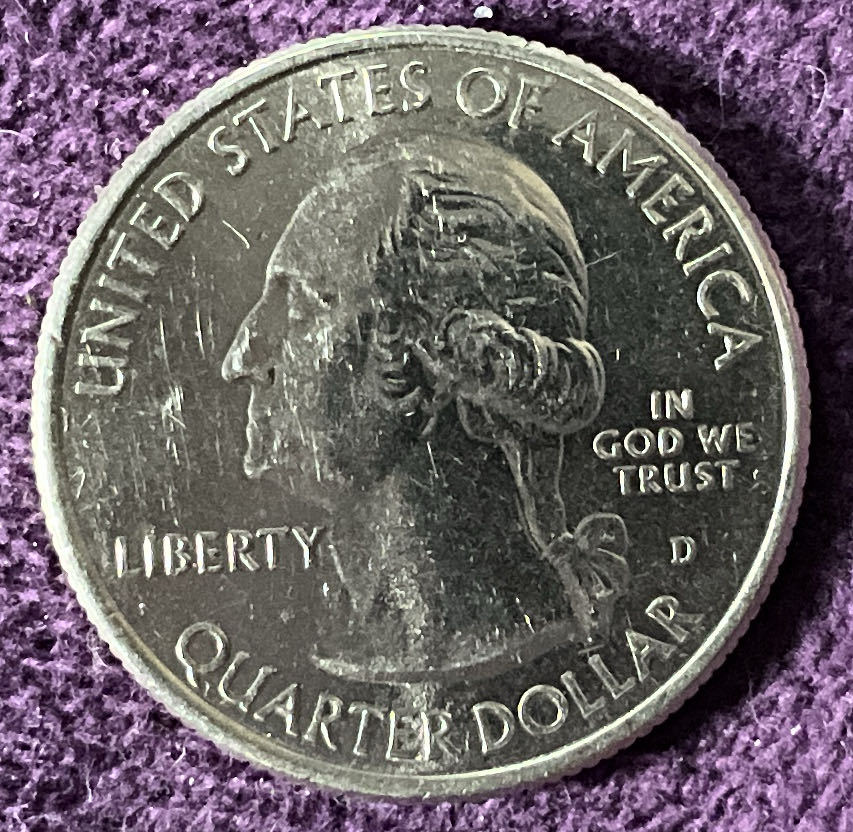 UNITED STATES OF AMERICA
IN
GOD WE
TRUST
LIBERTY
D
QUARTER DOLLAR